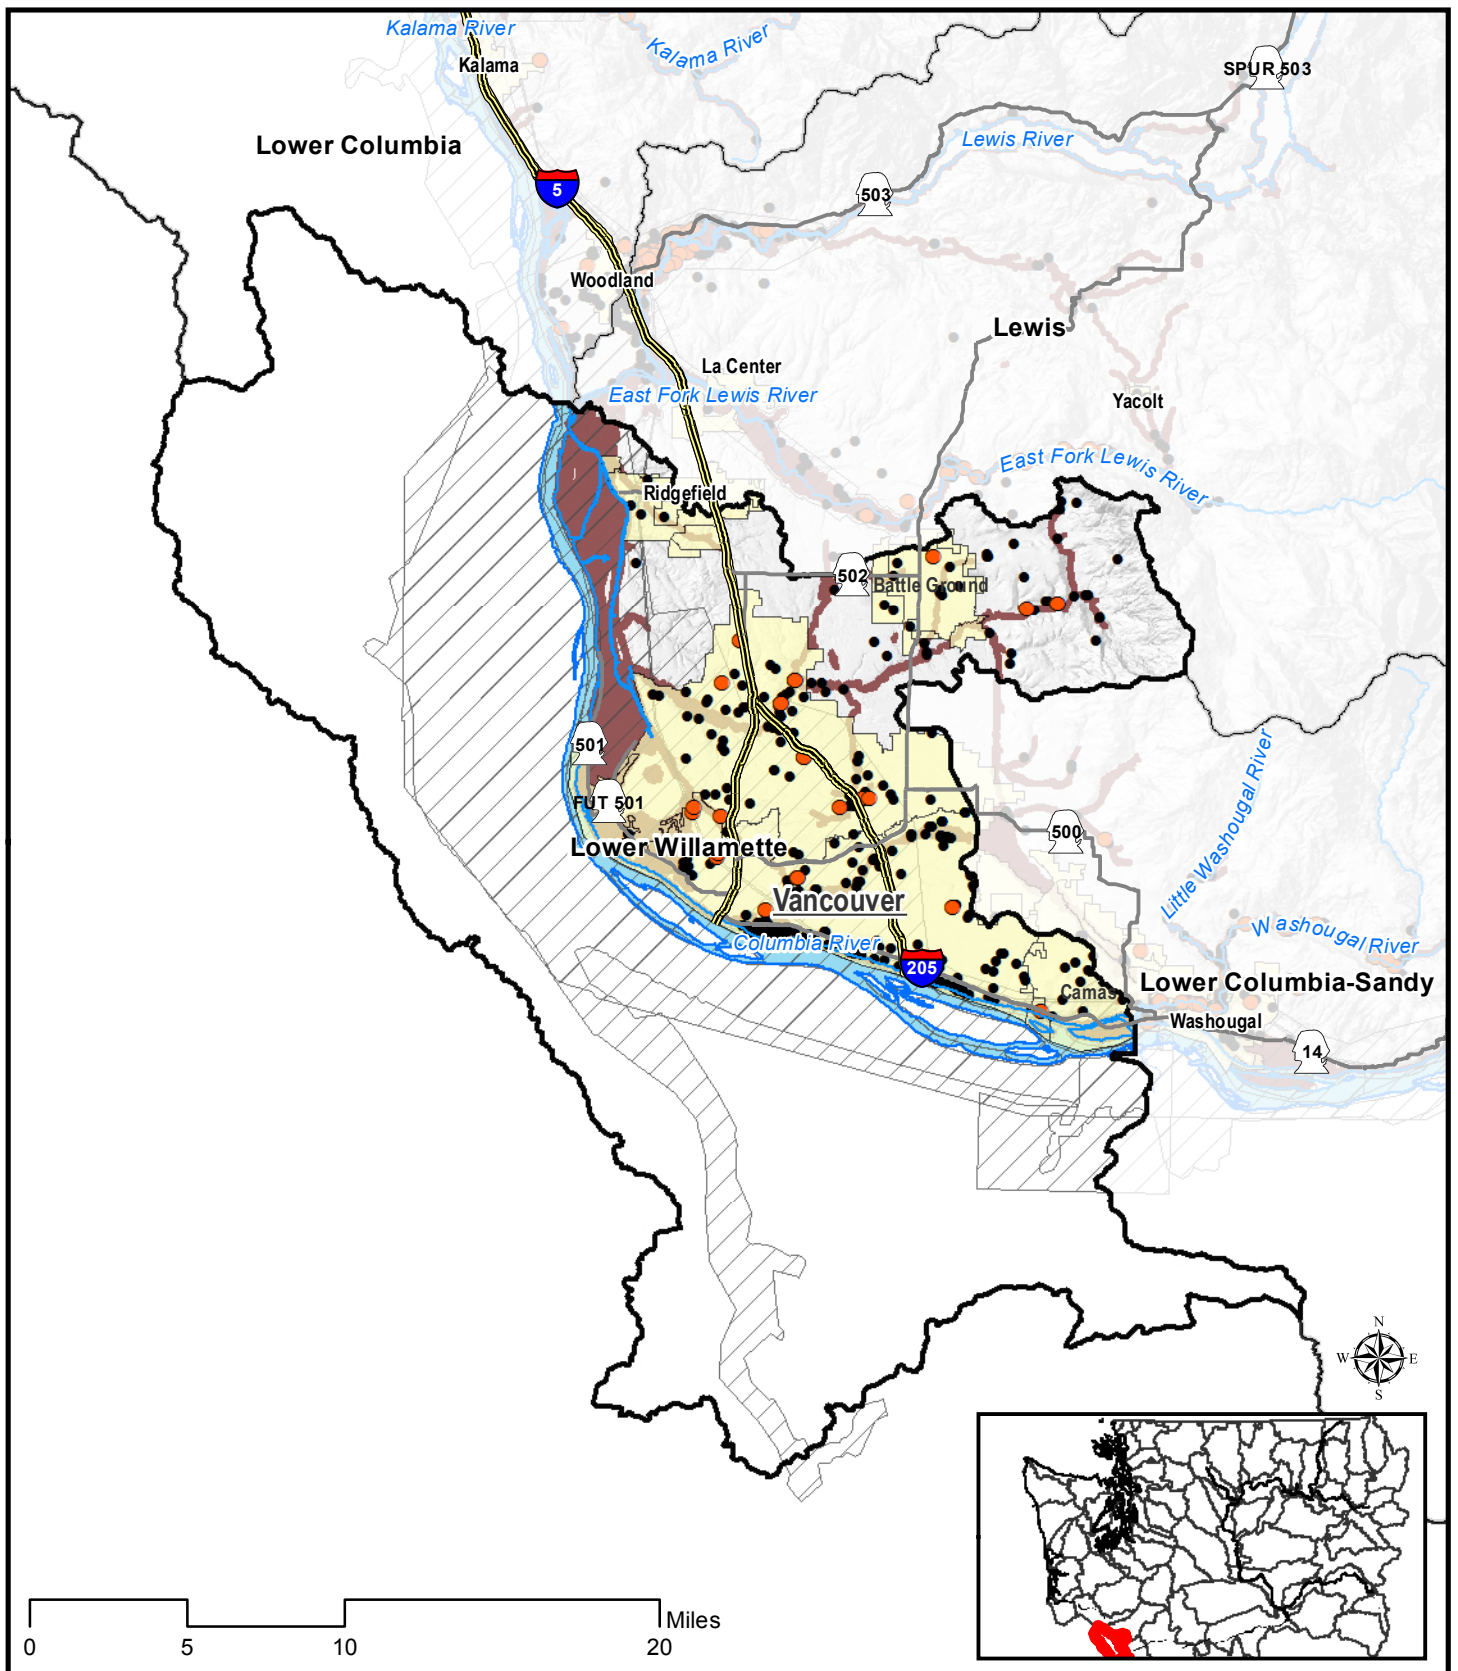 Kalama River
Kalama
Kalama River
SPUR 503
Lower Columbia
Lewis River
5
503
Woodland
Lewis
La Center
East Fork Lewis River
Yacolt
East Fork Lewis River
Ridgefield
502
Battle Ground
501
FUT 501
Lower Willamette
500
Little Washougal River
Vancouver
Washougal River
Columbia River
205
Camas
Lower Columbia-Sandy
Washougal
14
N
W E
S
Miles
0 5 10 20